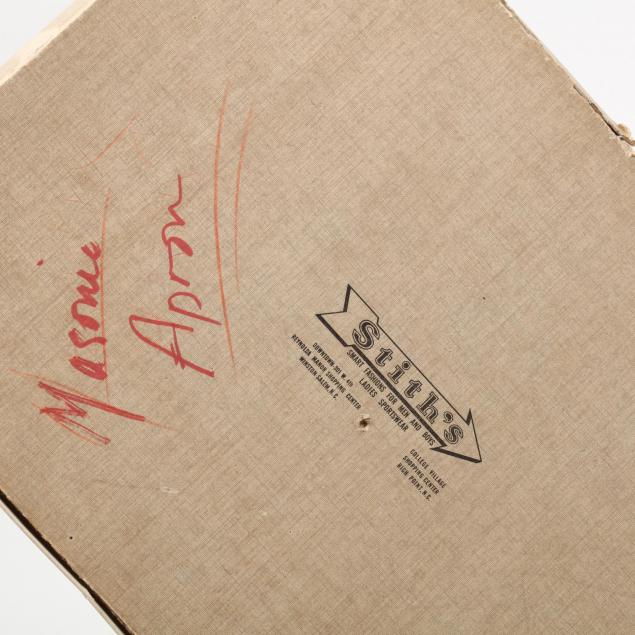 Masonic
Apron
Stith's
SMART FASHIONS FOR MEN AND BOYS
LADIES SPORTSWEAR
DOWNTOWN 301 W. 4th
REYNOLDA MANOR SHOPPING CENTER
WINSTON-SALEM, N.C.
COLLEGE VILLAGE
SHOPPING CENTER
HIGH POINT, N.C.